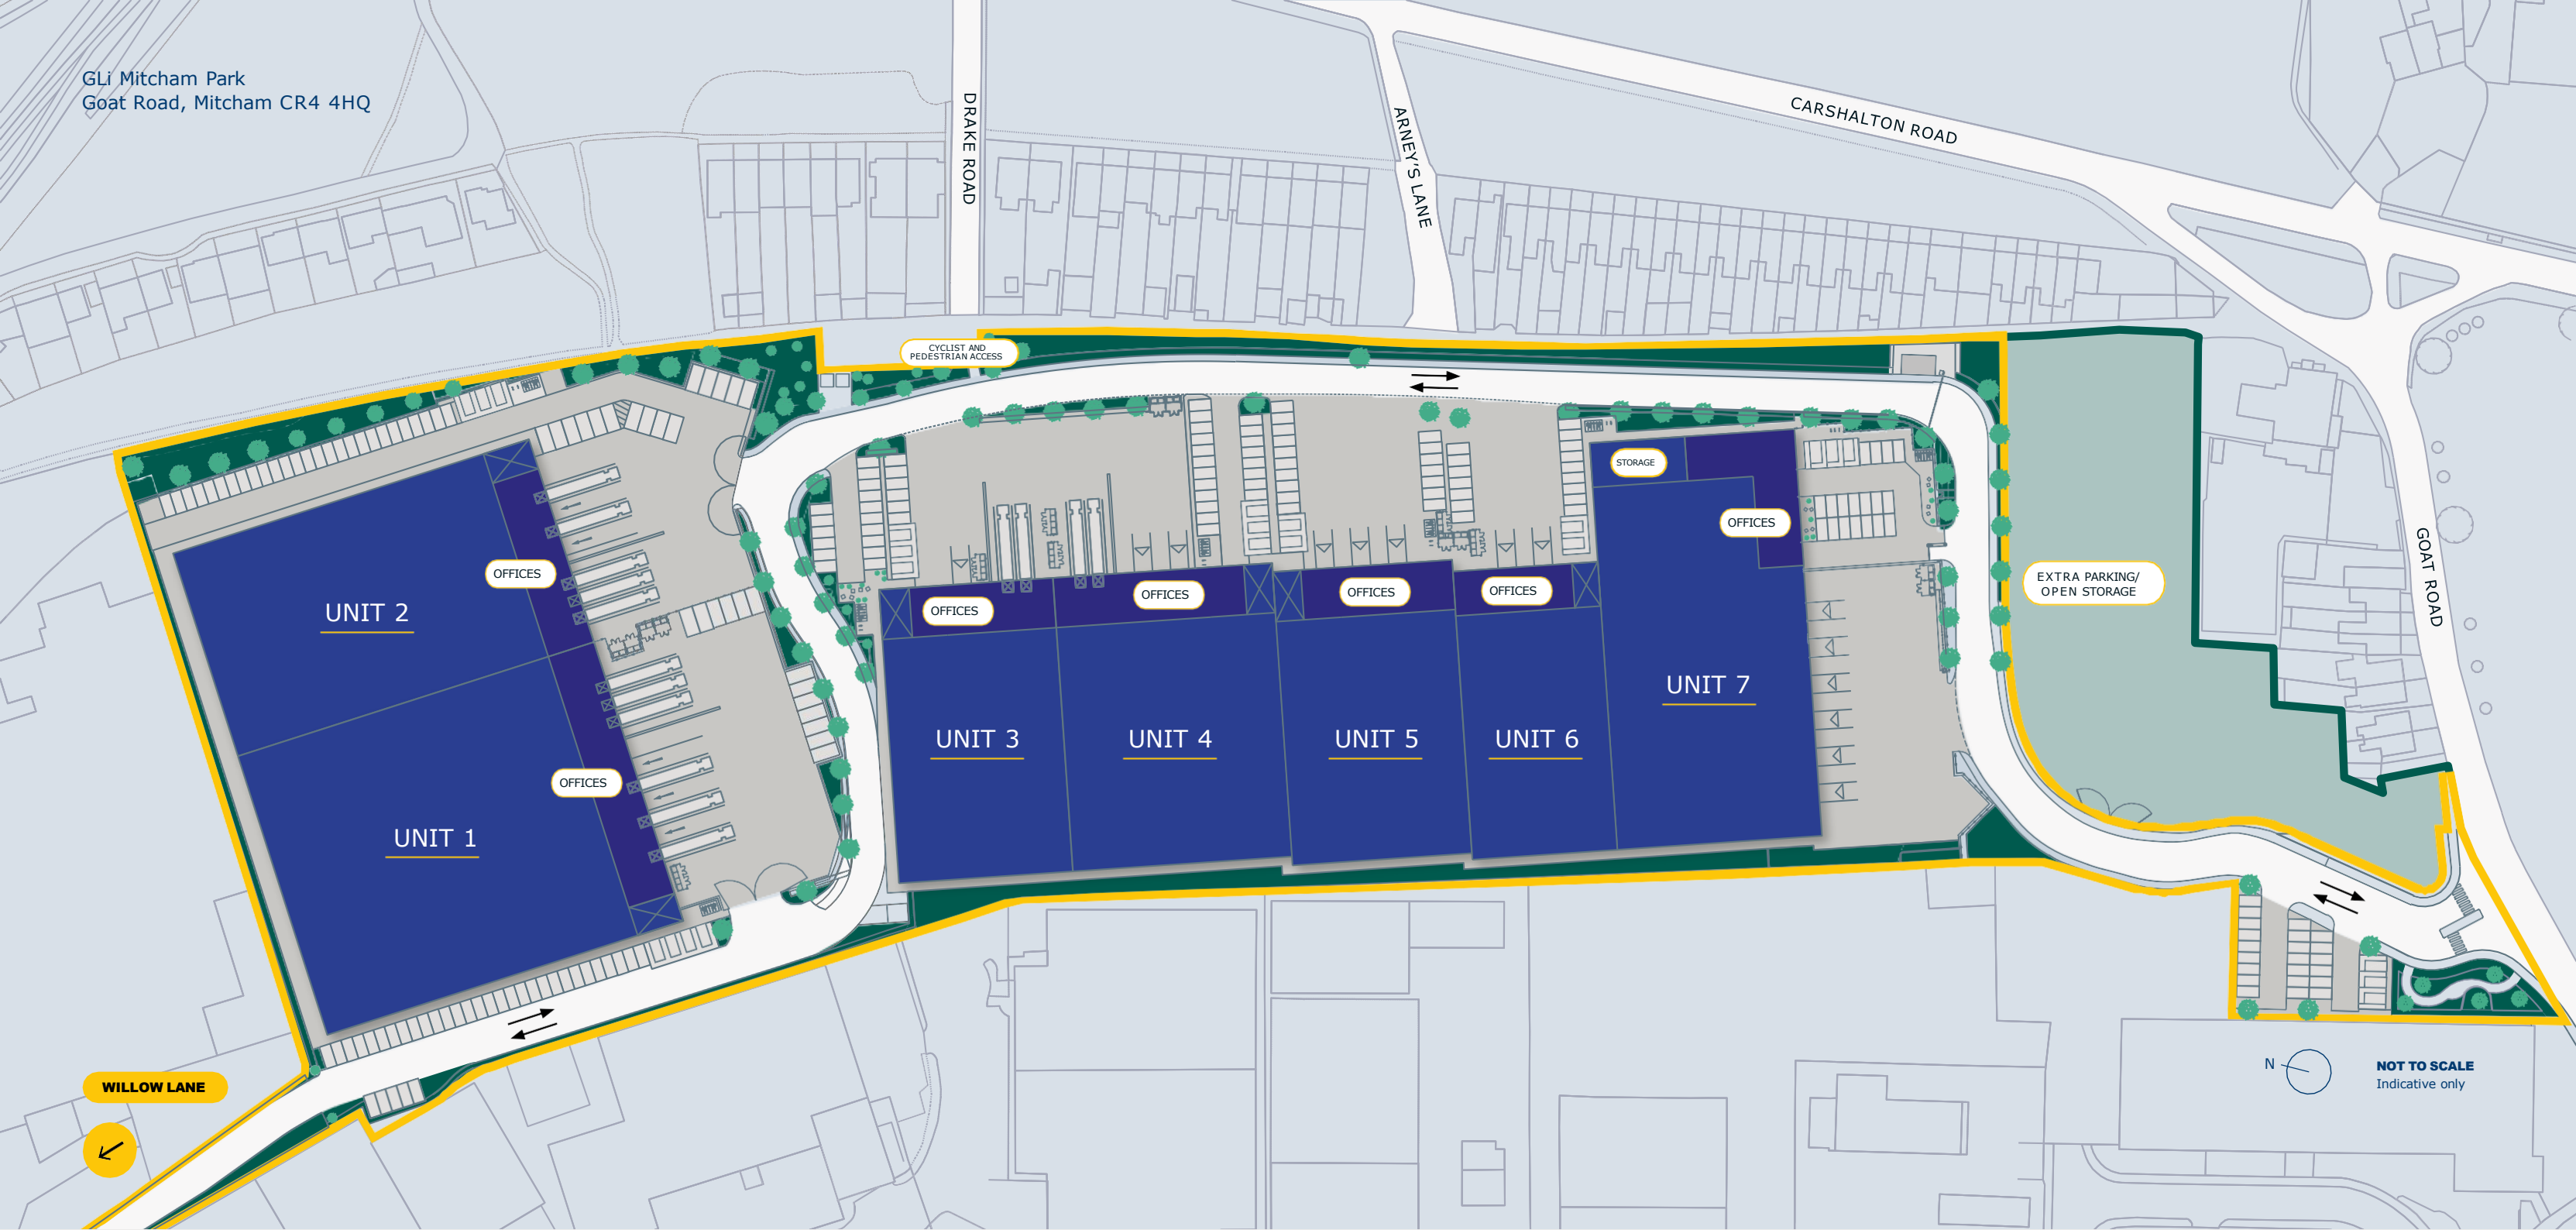 GLi Mitcham Park
Goat Road, Mitcham CR4 4HQ
DRAKE ROAD
ARNEY'S LANE
CARSHALTON ROAD
CYCLIST AND
PEDESTRIAN ACCESS
STORAGE
OFFICES
OFFICES
UNIT 2
OFFICES
OFFICES
OFFICES
OFFICES
EXTRA PARKING/
OPEN STORAGE
GOAT ROAD
UNIT 7
UNIT 3
UNIT 4
UNIT 5
UNIT 6
OFFICES
UNIT 1
WILLOW LANE
N
NOT TO SCALE
Indicative only